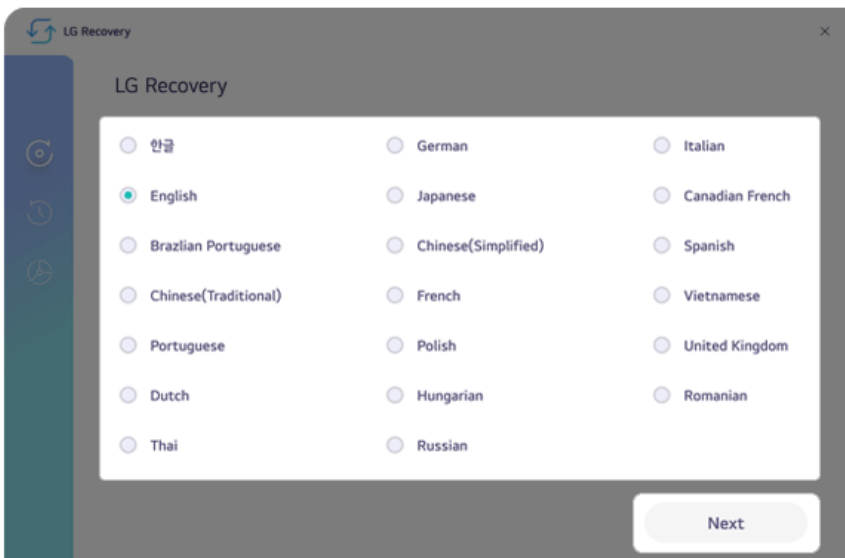 LG Recovery
LG Recovery
한글 German Italian
English Japanese Canadian French
Brazlian Portuguese Chinese(Simplified) Spanish
Chinese(Traditional) French Vietnamese
Portuguese Polish United Kingdom
Dutch Hungarian Romanian
Thai Russian
Next